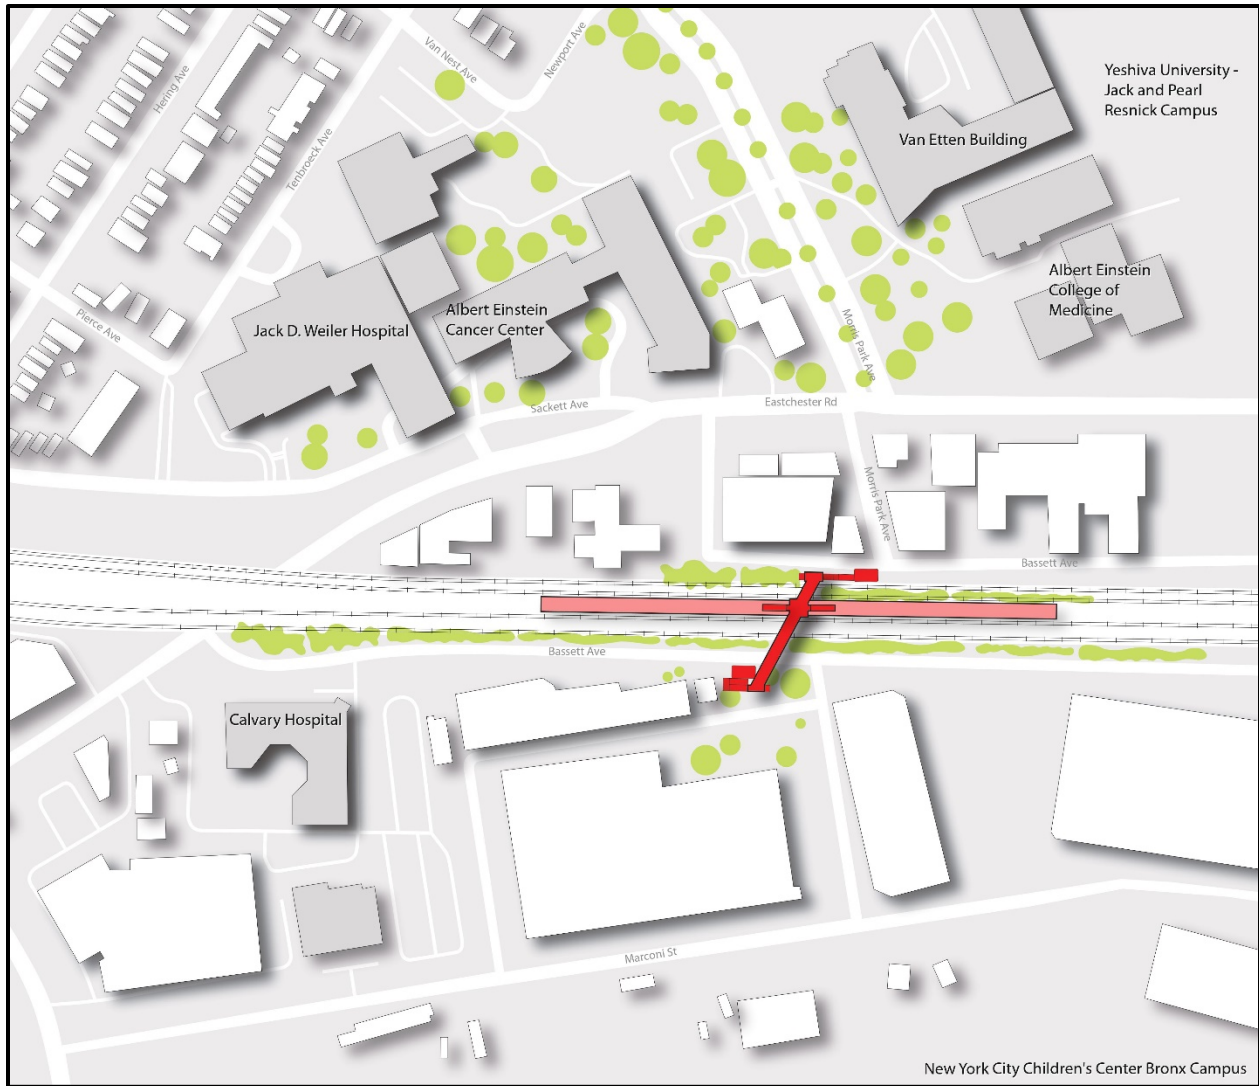 Hering Ave
Van Nest Ave
Newport Ave
Yeshiva University -
Jack and Pearl
Resnick Campus
Tenbroeck Ave
Van Etten Building
Pierce Ave
Jack D. Weiler Hospital
Albert Einstein
Cancer Center
Albert Einstein
College of
Medicine
Morris Park Ave
Sackett Ave
Eastchester Rd
Morris Park Ave
Bassett Ave
Bassett Ave
Calvary Hospital
Marconi St
New York City Children's Center Bronx Campus